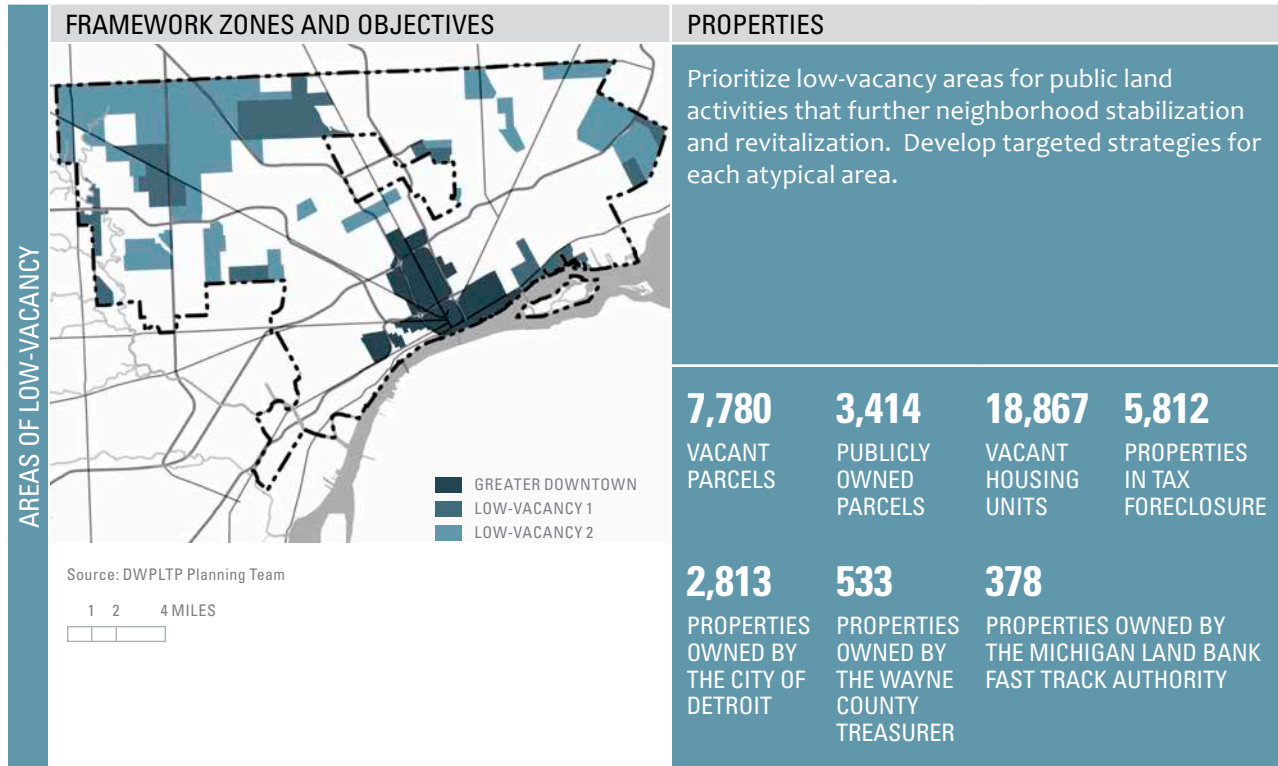 FRAMEWORK ZONES AND OBJECTIVES
PROPERTIES
AREAS OF LOW-VACANCY
GREATER DOWNTOWN
LOW-VACANCY 1
LOW-VACANCY 2
Source: DWPLTP Planning Team
1 2 4 MILES
Prioritize low-vacancy areas for public land
activities that further neighborhood stabilization
and revitalization. Develop targeted strategies for
each atypical area.
7,780
VACANT
PARCELS
3,414
PUBLICLY
OWNED
PARCELS
18,867
VACANT
HOUSING
UNITS
5,812
PROPERTIES
IN TAX
FORECLOSURE
2,813
PROPERTIES
OWNED BY
THE CITY OF
DETROIT
533
PROPERTIES
OWNED BY
THE WAYNE
COUNTY
TREASURER
378
PROPERTIES OWNED BY
THE MICHIGAN LAND BANK
FAST TRACK AUTHORITY